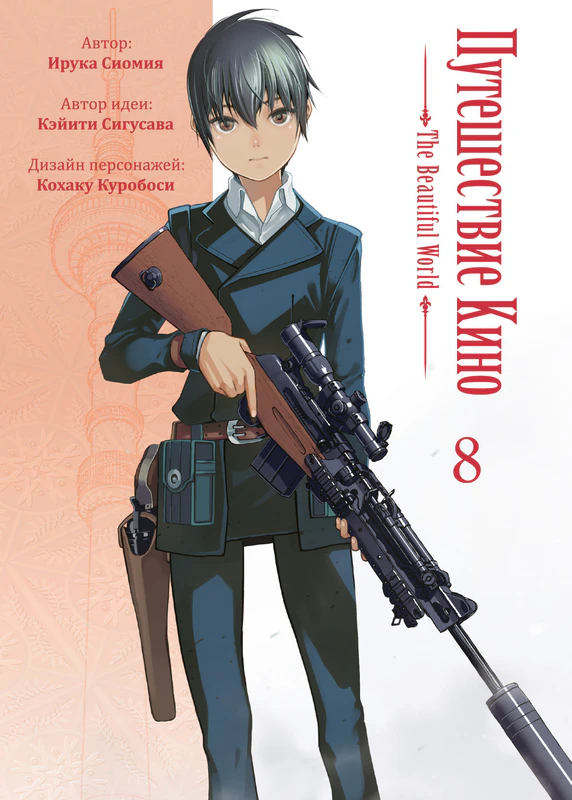 Автор:
Ирука Сиомия
Автор идеи:
Кэйити Сигусава
Дизайн персонажей:
Кохаку Куробоси
Путешествие Кино
The Beautiful World
8